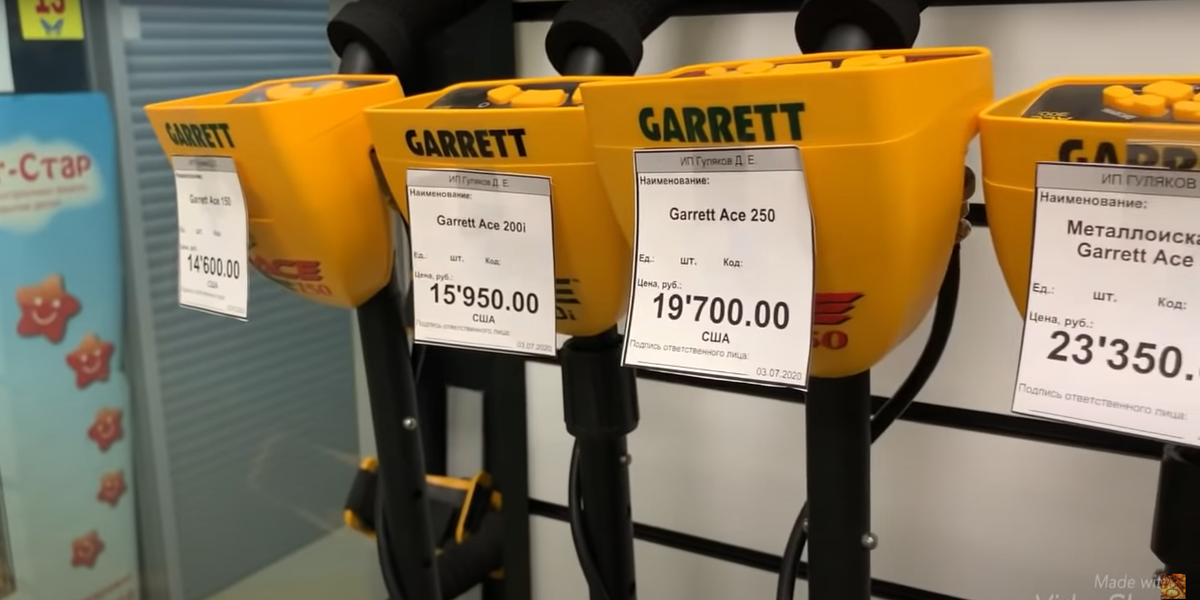 15
т-Стар
GARRETT
Garrett Ace 150
14'600.00
США
ACE
150
GARRETT
ИП Гуляков Д. Е.
Наименование:
Garrett Ace 200i
Ед.: шт. Код:
Цена, руб.:
15'950.00
США
Подпись ответственного лица:
03.07.2020
GARRETT
ИП Гуляков Д. Е.
Наименование:
Garrett Ace 250
Ед.: шт. Код:
Цена, руб.:
19'700.00
США
Подпись ответственного лица:
03.07.2020
50
GARR
ИП ГУЛЯКОВ
Наименование:
Металлоиска
Garrett Ace
Ед.: шт. Код:
Цена, руб.:
23'350.
Подпись ответственного лица:
Made with